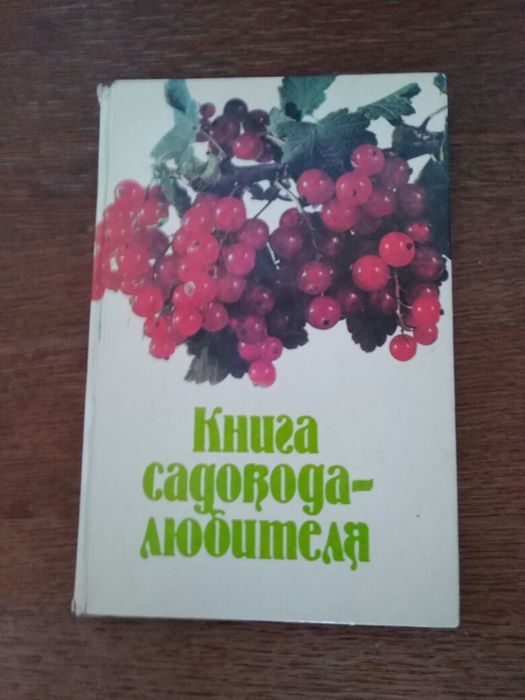 Книга
садовода-
любителя